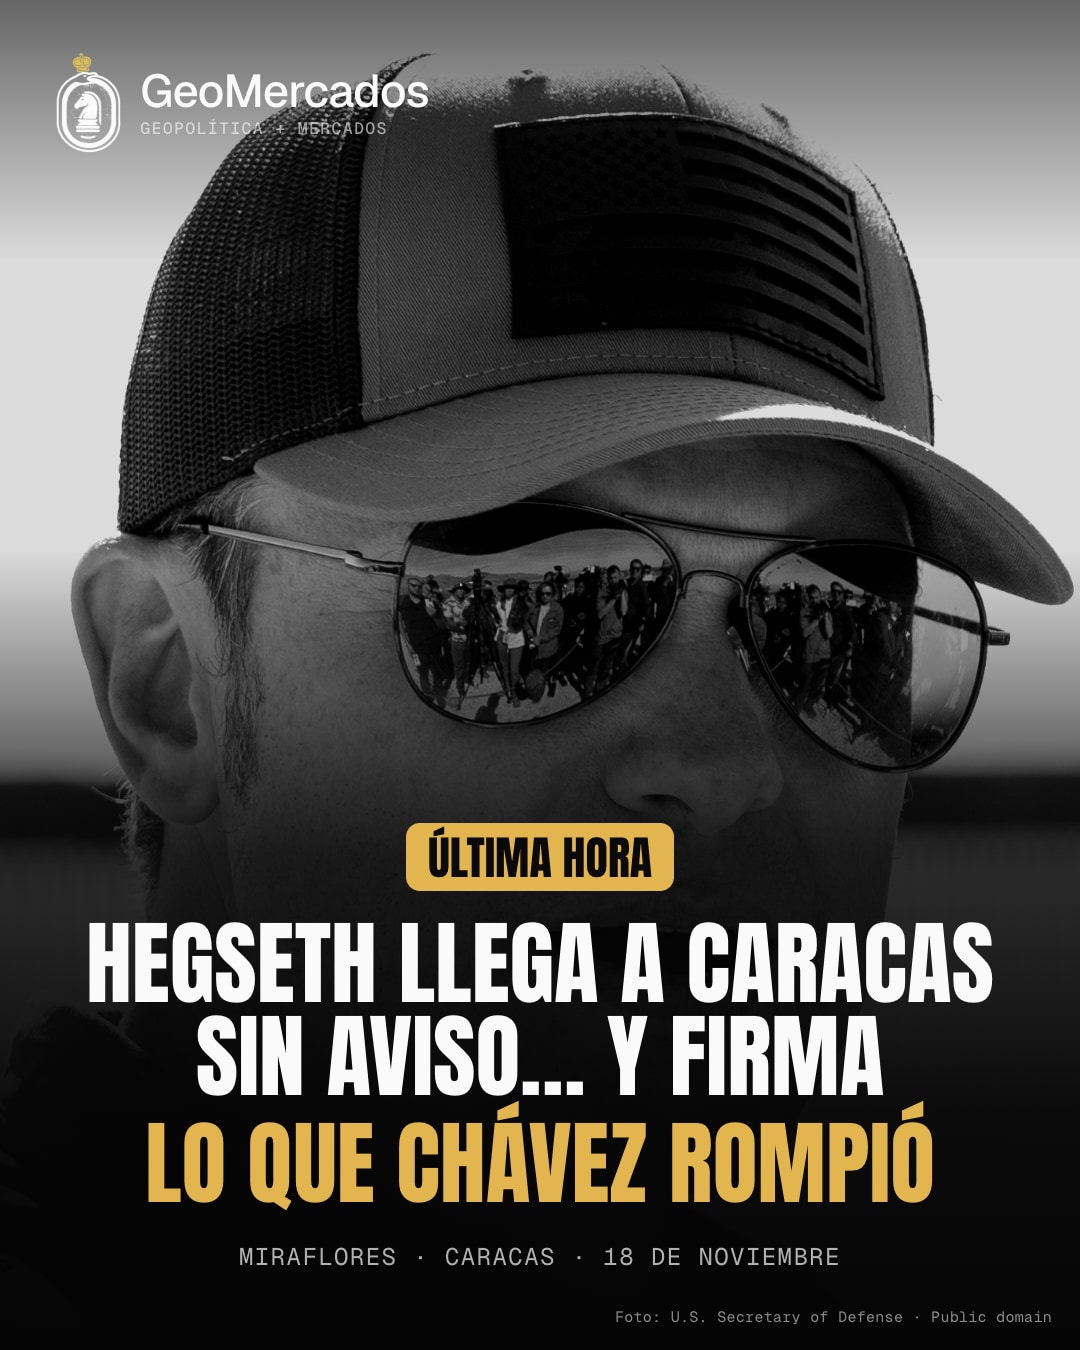 GeoMercados
GEOPOLÍTICA + MERCADOS
ÚLTIMA HORA
HEGSETH LLEGA A CARACAS
SIN AVISO... Y FIRMA
LO QUE CHÁVEZ ROMPIÓ
MIRAFLORES · CARACAS · 18 DE NOVIEMBRE
Foto: U.S. Secretary of Defense · Public domain